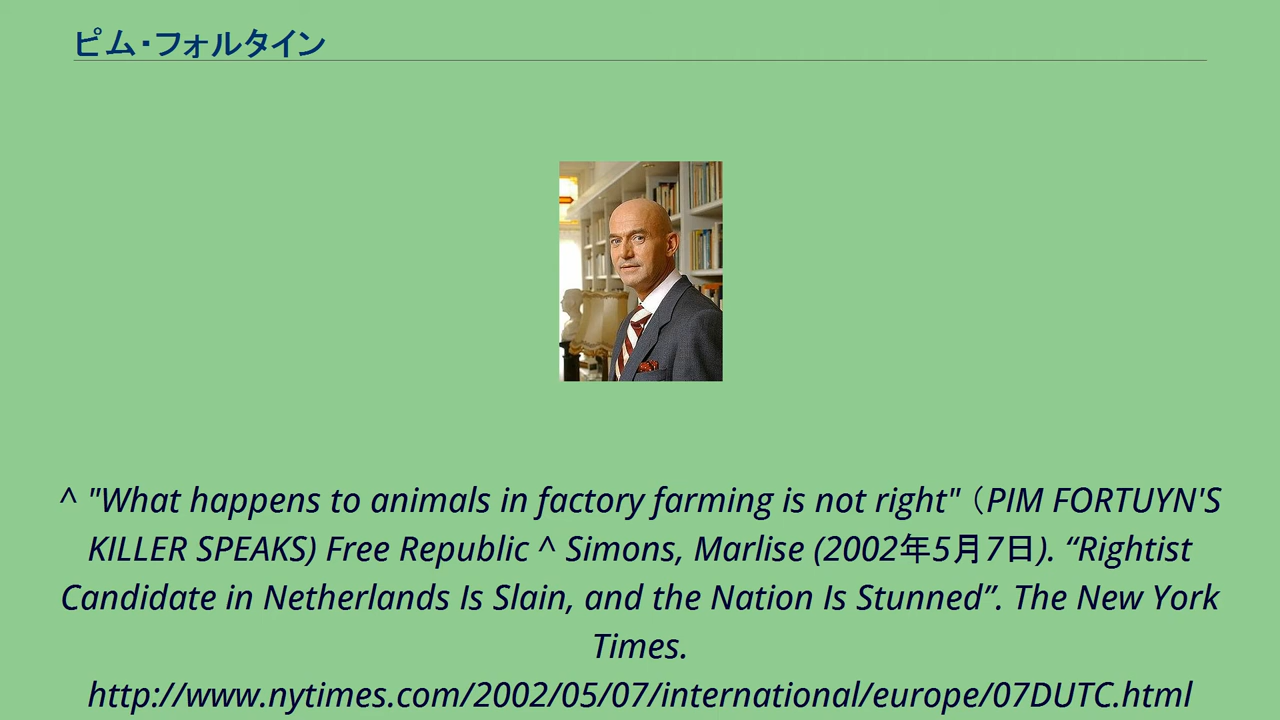 ピム・フォルタイン
^ "What happens to animals in factory farming is not right"（PIM FORTUYN'S
KILLER SPEAKS) Free Republic ^ Simons, Marlise (2002年5月7日). “Rightist
Candidate in Netherlands Is Slain, and the Nation Is Stunned”. The New York
Times.
http://www.nytimes.com/2002/05/07/international/europe/07DUTC.html